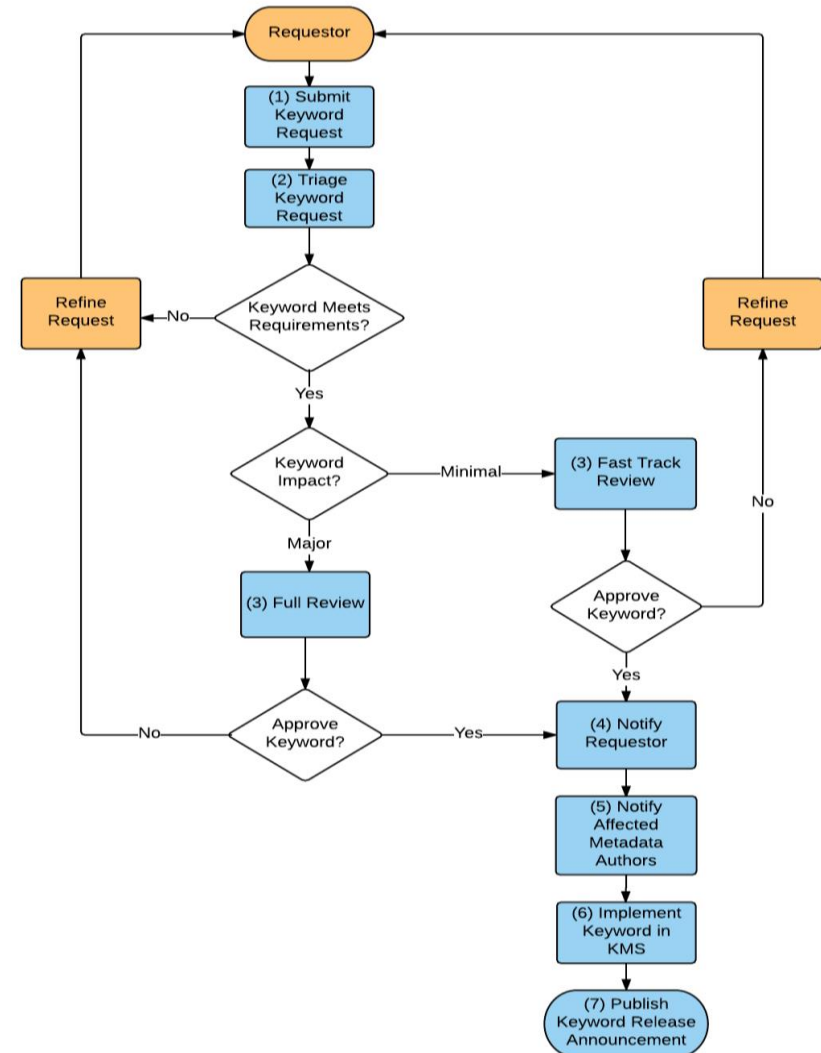 Requestor
(1) Submit
Keyword
Request
(2) Triage
Keyword
Request
Keyword Meets
Requirements?
No
Refine
Request
Refine
Request
Yes
Keyword
Impact?
Minimal
(3) Fast Track
Review
No
Major
(3) Full Review
Approve
Keyword?
Yes
Approve
Keyword?
No
Yes
(4) Notify
Requestor
(5) Notify
Affected
Metadata
Authors
(6) Implement
Keyword in
KMS
(7) Publish
Keyword Release
Announcement